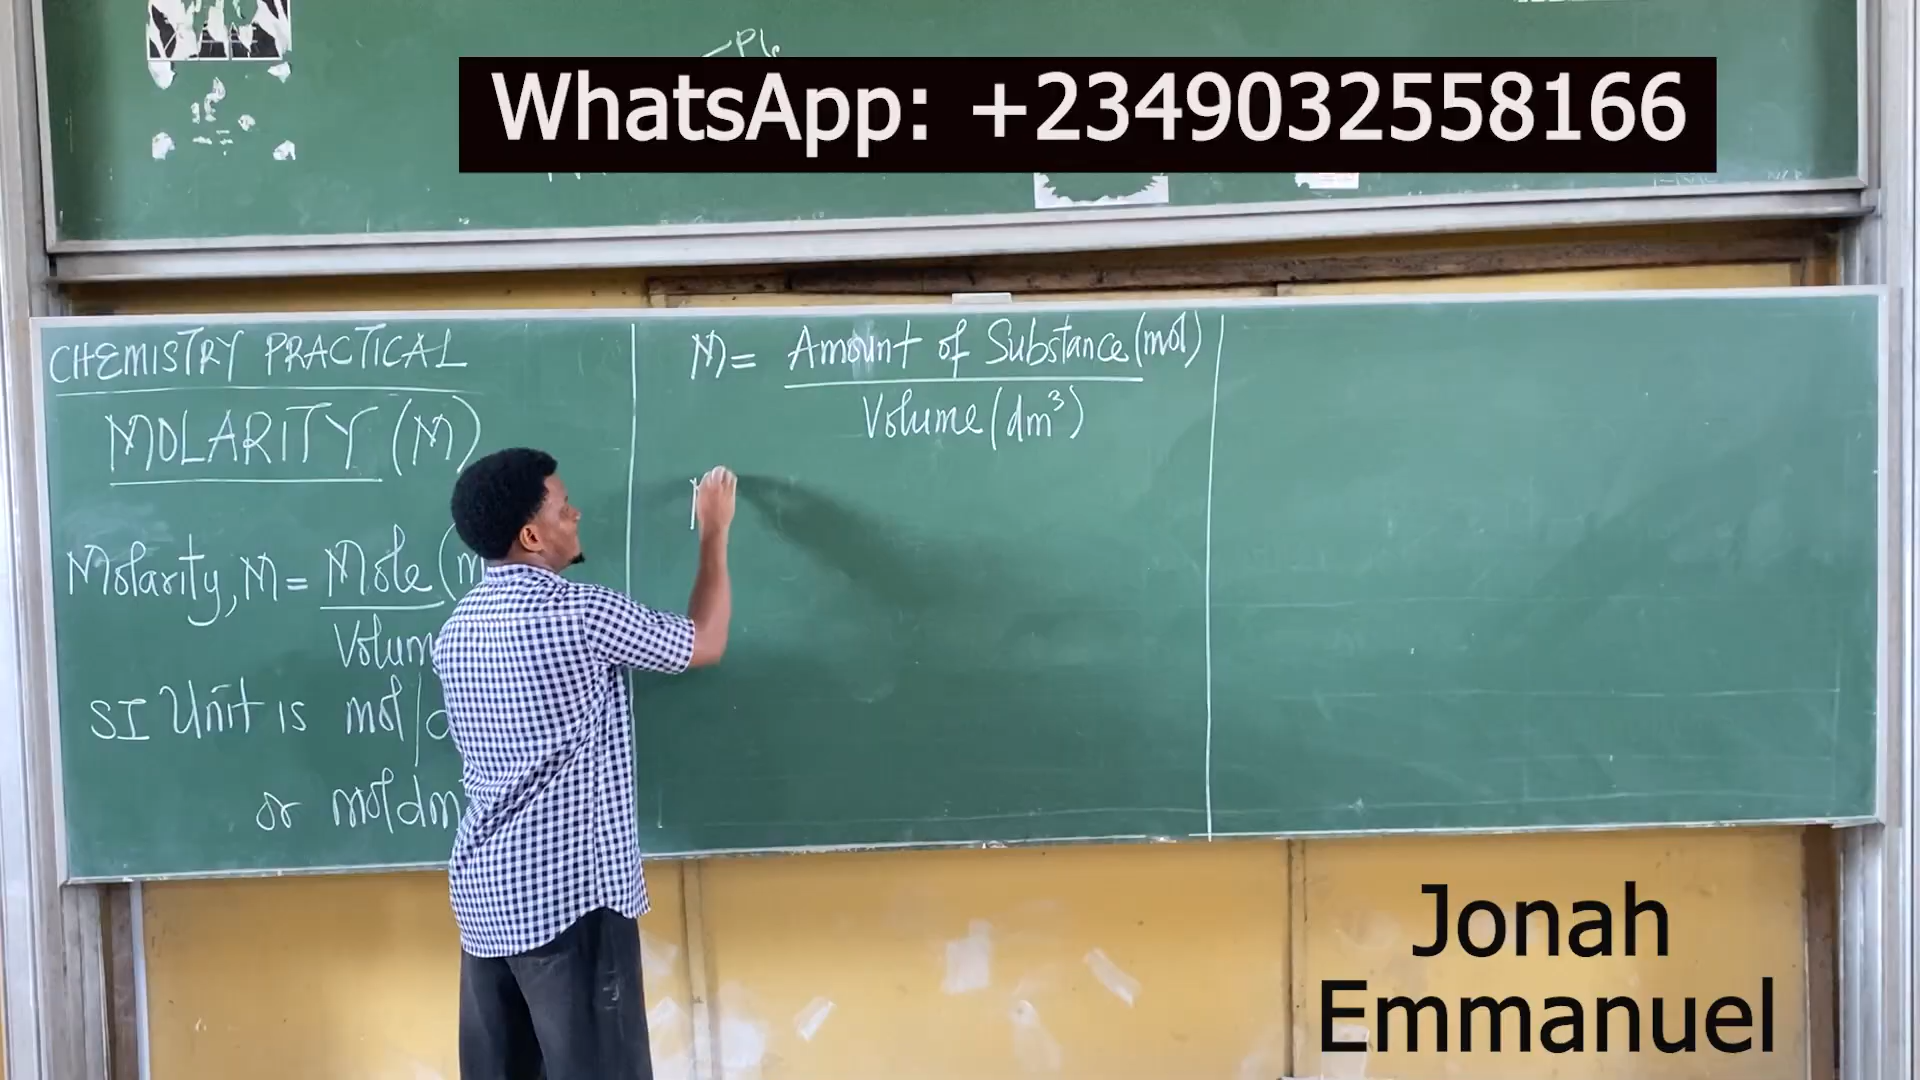 WhatsApp: +2349032558166
CHEMISTRY PRACTICAL
MOLARITY (M)
Molarity, M = Mole (m
Volum
SI Unit is mol/d
or moldm
M = Amount of Substance (mol)
Volume (dm³)
Jonah
Emmanuel